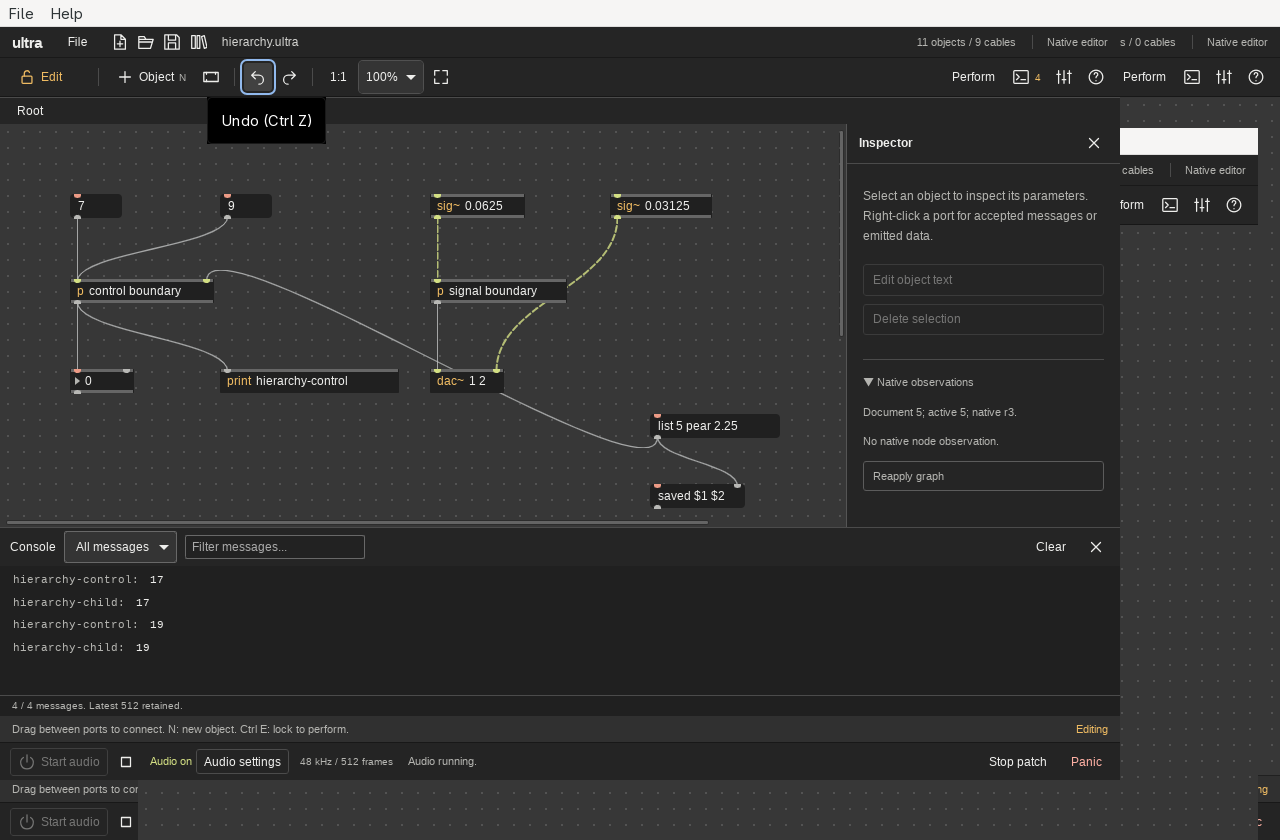 File Help
ultra File hierarchy.ultra 11 objects / 9 cables Native editor s / 0 cables Native editor
Edit Object N 1:1 100% Perform 4 Perform
Root
Undo (Ctrl Z)
Inspector
cables Native editor
form
7
9
sig~ 0.0625
sig~ 0.03125
Select an object to inspect its parameters.
Right-click a port for accepted messages or
emitted data.
Edit object text
p control boundary
p signal boundary
Delete selection
0
print hierarchy-control
dac~ 1 2
Native observations
Document 5; active 5; native r3.
list 5 pear 2.25
No native node observation.
Reapply graph
saved $1 $2
Console All messages Filter messages... Clear
hierarchy-control: 17
hierarchy-child: 17
hierarchy-control: 19
hierarchy-child: 19
4 / 4 messages. Latest 512 retained.
Drag between ports to connect. N: new object. Ctrl E: lock to perform. Editing
Start audio Audio on Audio settings 48 kHz / 512 frames Audio running. Stop patch Panic
Drag between ports to cor ng
Start audio c